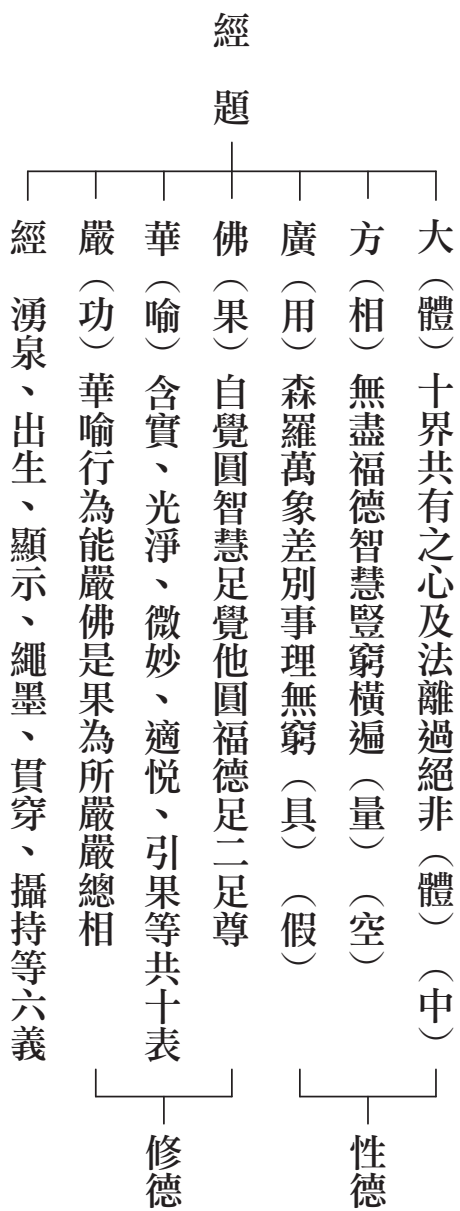 經題
大（體）十界共有之心及法離過絕非（體）（中）
方（相）無盡福德智慧豎窮橫遍（量）（空）
廣（用）森羅萬象差別事理無窮（具）（假）
佛（果）自覺圓智慧足覺他圓福德足二足尊
華（喻）含實、光淨、微妙、適悅、引果等共十表
嚴（功）華喻行為能嚴佛是果為所嚴嚴總相
經　湧泉、出生、顯示、繩墨、貫穿、攝持等六義
性德
修德